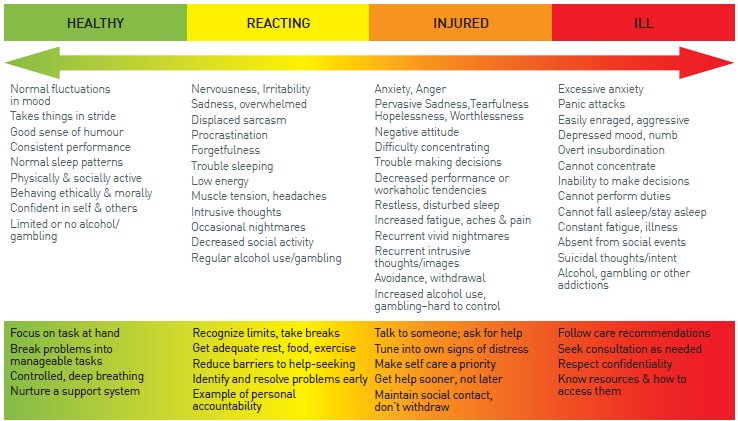 HEALTHY
REACTING
INJURED
ILL
Normal fluctuations
in mood
Takes things in stride
Good sense of humour
Consistent performance
Normal sleep patterns
Physically & socially active
Behaving ethically & morally
Confident in self & others
Limited or no alcohol/
gambling
Nervousness, Irritability
Sadness, overwhelmed
Displaced sarcasm
Procrastination
Forgetfulness
Trouble sleeping
Low energy
Muscle tension, headaches
Intrusive thoughts
Occasional nightmares
Decreased social activity
Regular alcohol use/gambling
Anxiety, Anger
Pervasive Sadness,Tearfulness
Hopelessness, Worthlessness
Negative attitude
Difficulty concentrating
Trouble making decisions
Decreased performance or
workaholic tendencies
Restless, disturbed sleep
Increased fatigue, aches & pain
Recurrent vivid nightmares
Recurrent intrusive
thoughts/images
Avoidance, withdrawal
Increased alcohol use,
gambling–hard to control
Excessive anxiety
Panic attacks
Easily enraged, aggressive
Depressed mood, numb
Overt insubordination
Cannot concentrate
Inability to make decisions
Cannot perform duties
Cannot fall asleep/stay asleep
Constant fatigue, illness
Absent from social events
Suicidal thoughts/intent
Alcohol, gambling or other
addictions
Focus on task at hand
Break problems into
manageable tasks
Controlled, deep breathing
Nurture a support system
Recognize limits, take breaks
Get adequate rest, food, exercise
Reduce barriers to help-seeking
Identify and resolve problems early
Example of personal
accountability
Talk to someone; ask for help
Tune into own signs of distress
Make self care a priority
Get help sooner, not later
Maintain social contact,
don't withdraw
Follow care recommendations
Seek consultation as needed
Respect confidentiality
Know resources & how to
access them